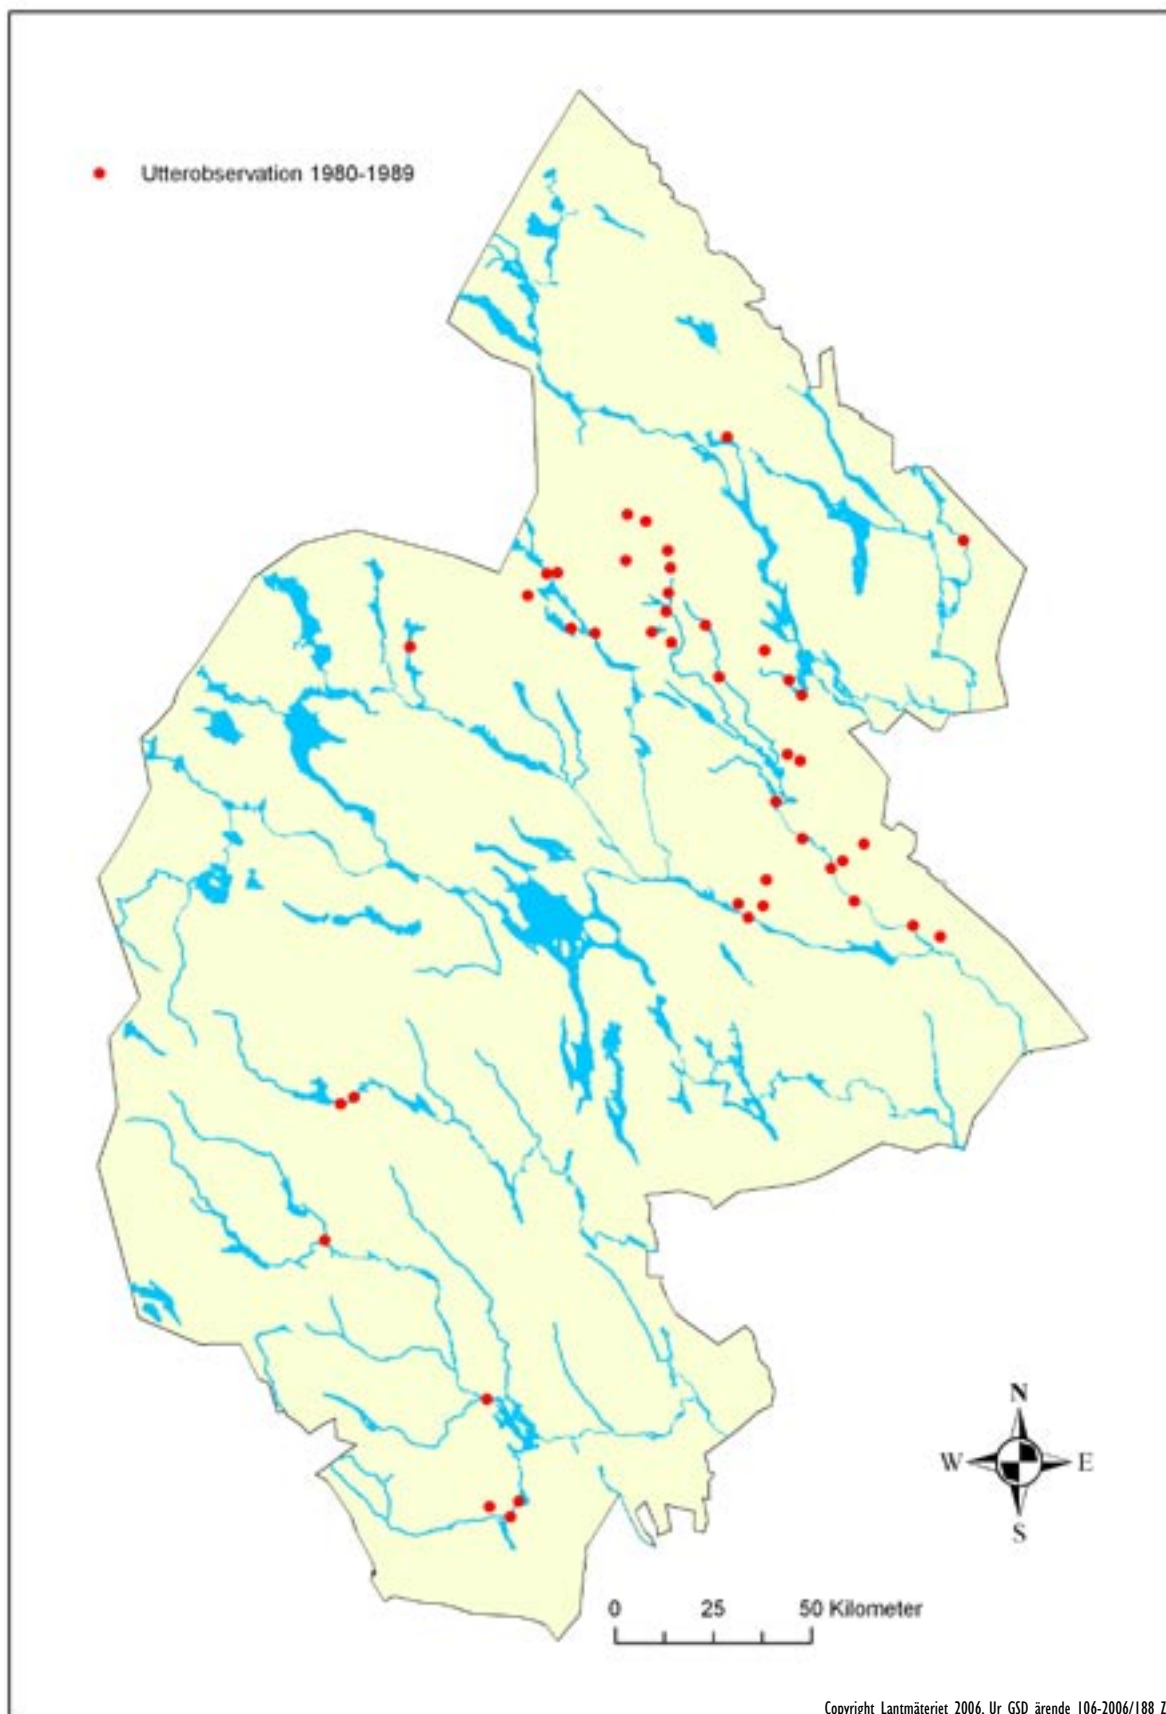 Utterobservation 1980-1989
N
W E
S
0 25 50 Kilometer
Copyright Lantmäteriet 2006. Ur GSD ärende 106-2006/188 Z